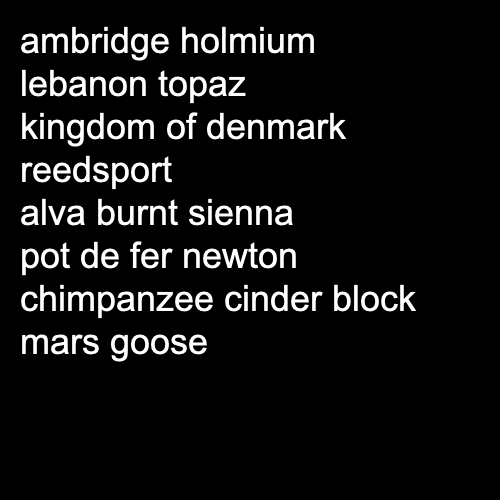 ambridge holmium
lebanon topaz
kingdom of denmark
reedsport
alva burnt sienna
pot de fer newton
chimpanzee cinder block
mars goose